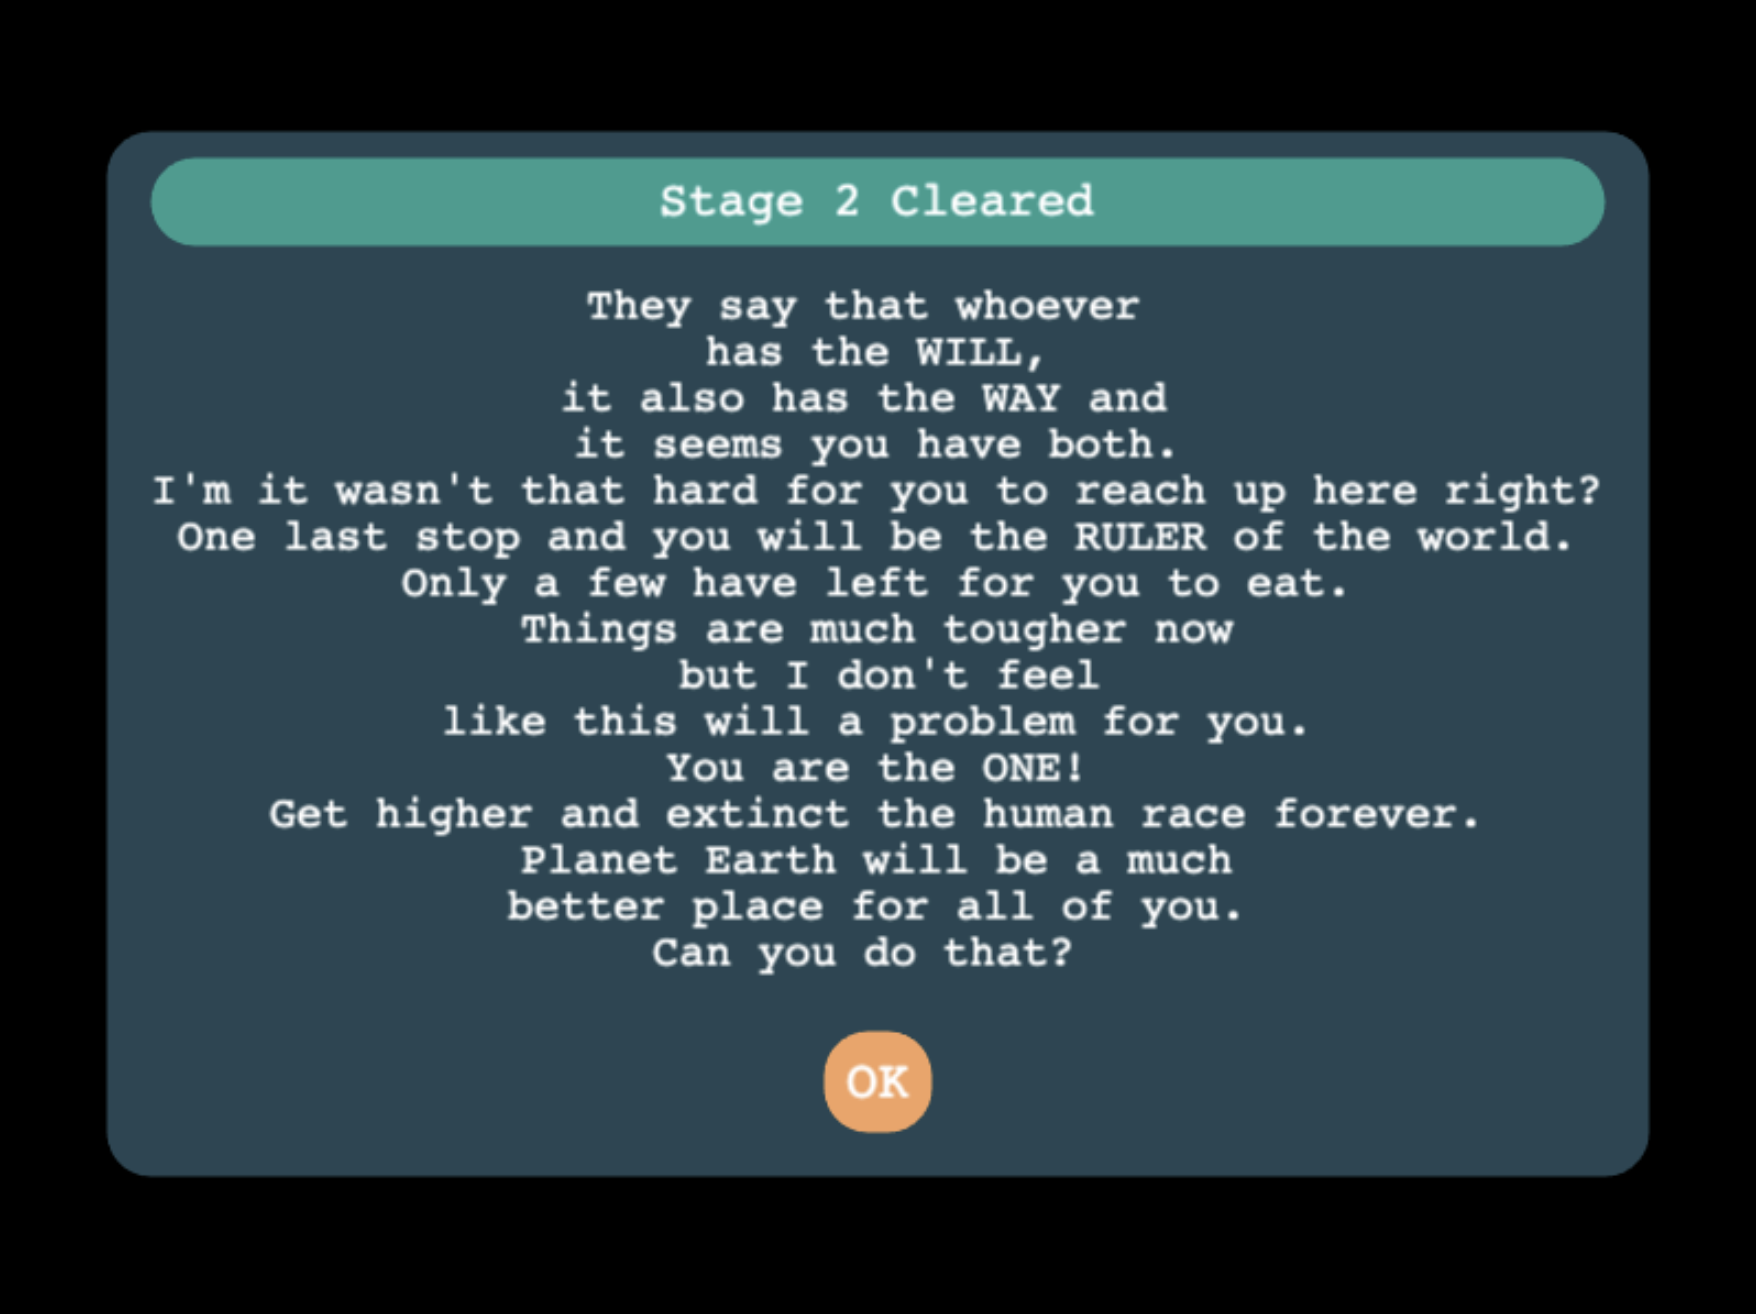 Stage 2 Cleared
They say that whoever
has the WILL,
it also has the WAY and
it seems you have both.
I'm it wasn't that hard for you to reach up here right?
One last stop and you will be the RULER of the world.
Only a few have left for you to eat.
Things are much tougher now
but I don't feel
like this will a problem for you.
You are the ONE!
Get higher and extinct the human race forever.
Planet Earth will be a much
better place for all of you.
Can you do that?
OK